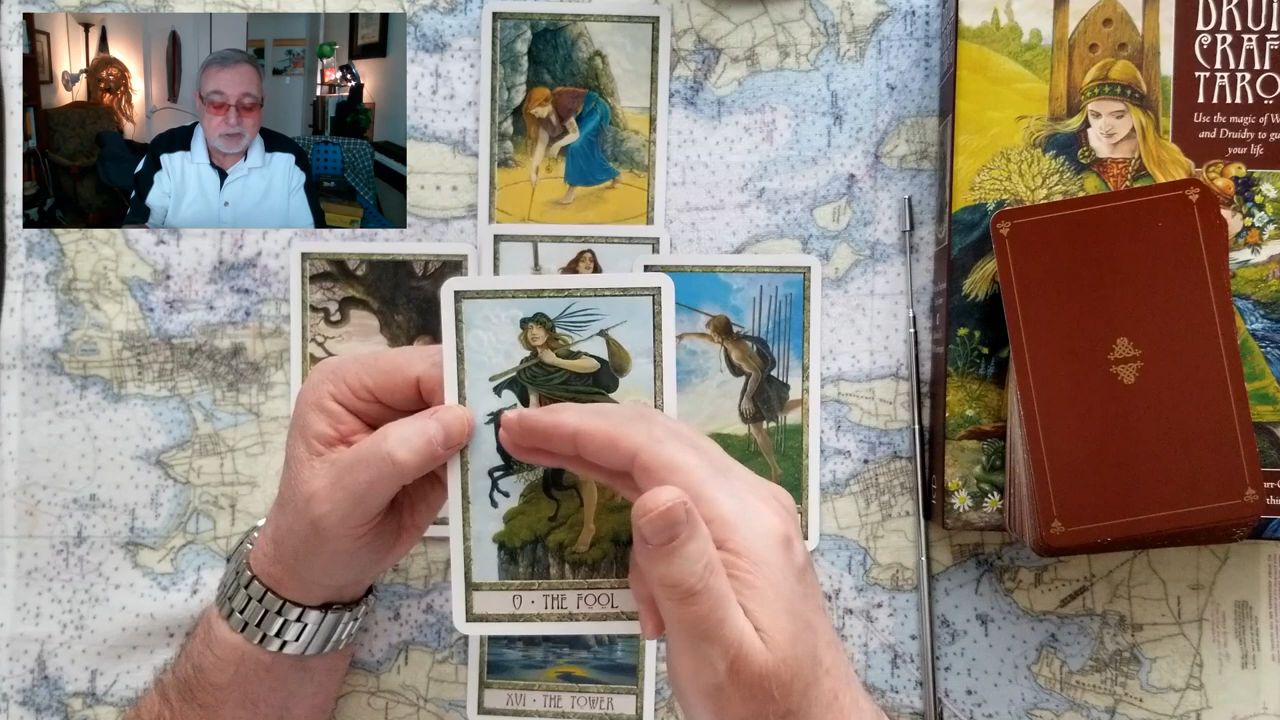 DRUI
CRAF
TARO
Use the magic of W
and Druidry to gu
your life
0 • THE FOOL
XVI • THE TOWER